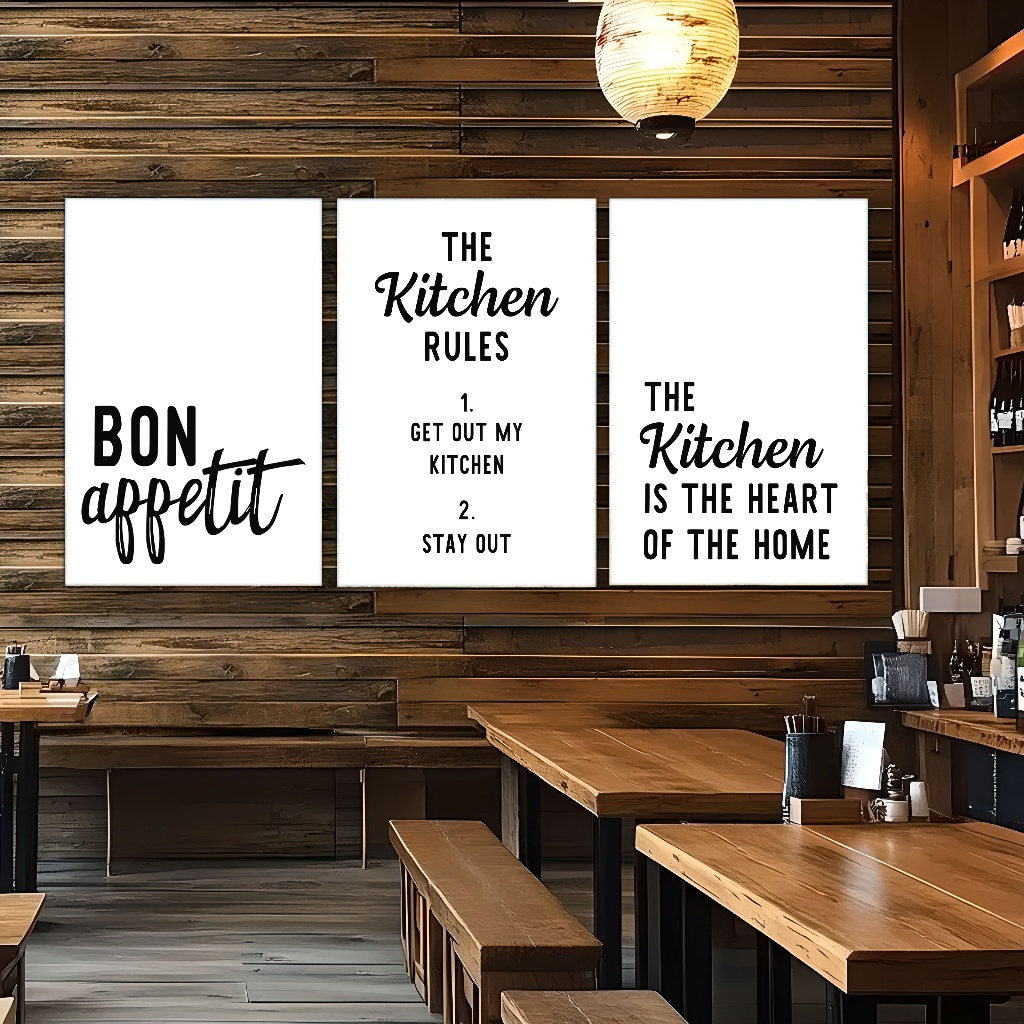 BON
appetit
THE
Kitchen
RULES
1.
GET OUT MY
KITCHEN
2.
STAY OUT
THE
Kitchen
IS THE HEART
OF THE HOME